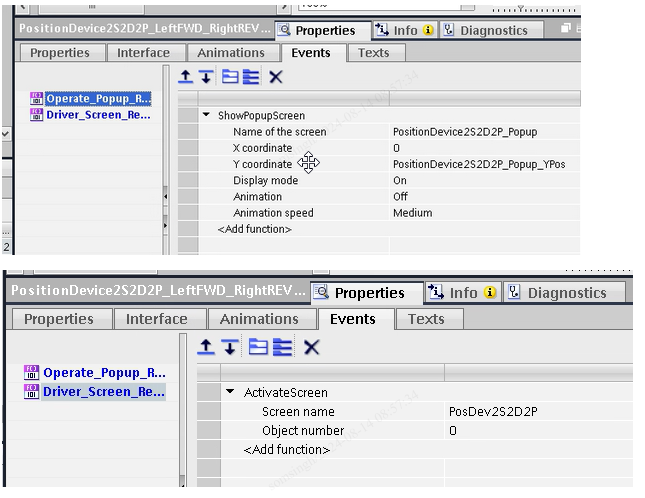 PositionDevice2S2D2P_LeftFWD_RightREV... Properties Info Diagnostics
Properties Interface Animations Events Texts
Operate_Popup_R...
Driver_Screen_Re...
ShowPopupScreen
Name of the screen PositionDevice2S2D2P_Popup
X coordinate 0
Y coordinate PositionDevice2S2D2P_Popup_YPos
Display mode On
Animation Off
Animation speed Medium
<Add function>
2
PositionDevice2S2D2P_LeftFWD_RightREV... Properties Info Diagnostics
Properties Interface Animations Events Texts
Operate_Popup_R...
Driver_Screen_Re...
ActivateScreen
Screen name PosDev2S2D2P
Object number 0
<Add function>